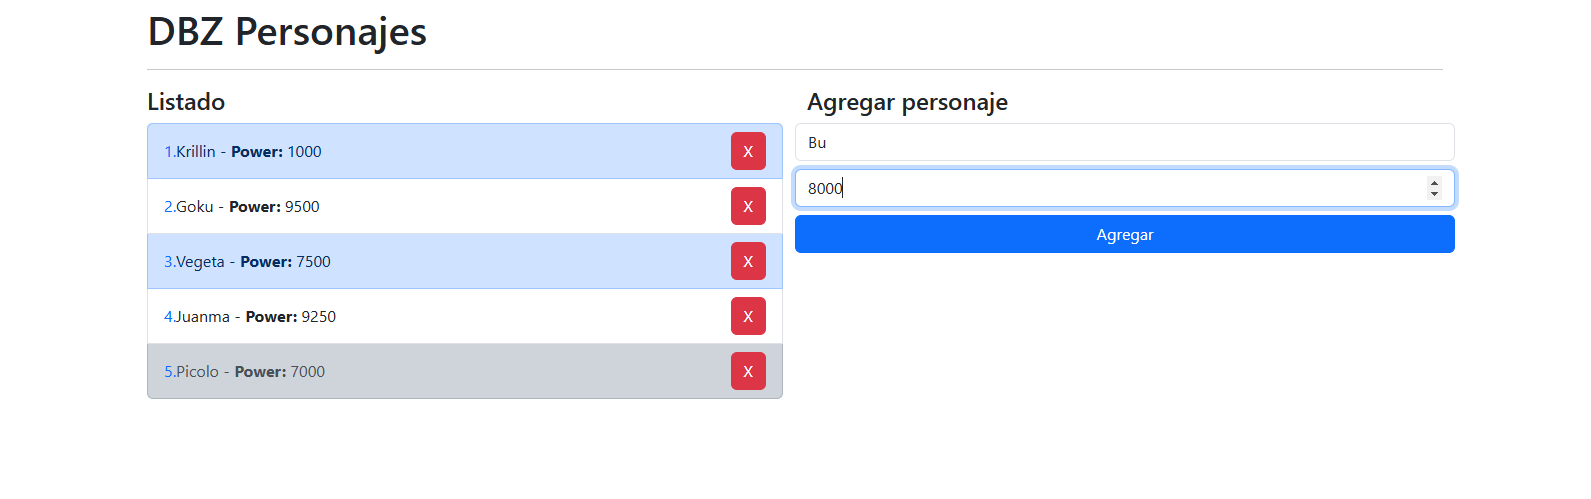 DBZ Personajes
Listado
1.Krillin - Power: 1000 X
2.Goku - Power: 9500 X
3.Vegeta - Power: 7500 X
4.Juanma - Power: 9250 X
5.Picolo - Power: 7000 X
Agregar personaje
Bu
8000
Agregar